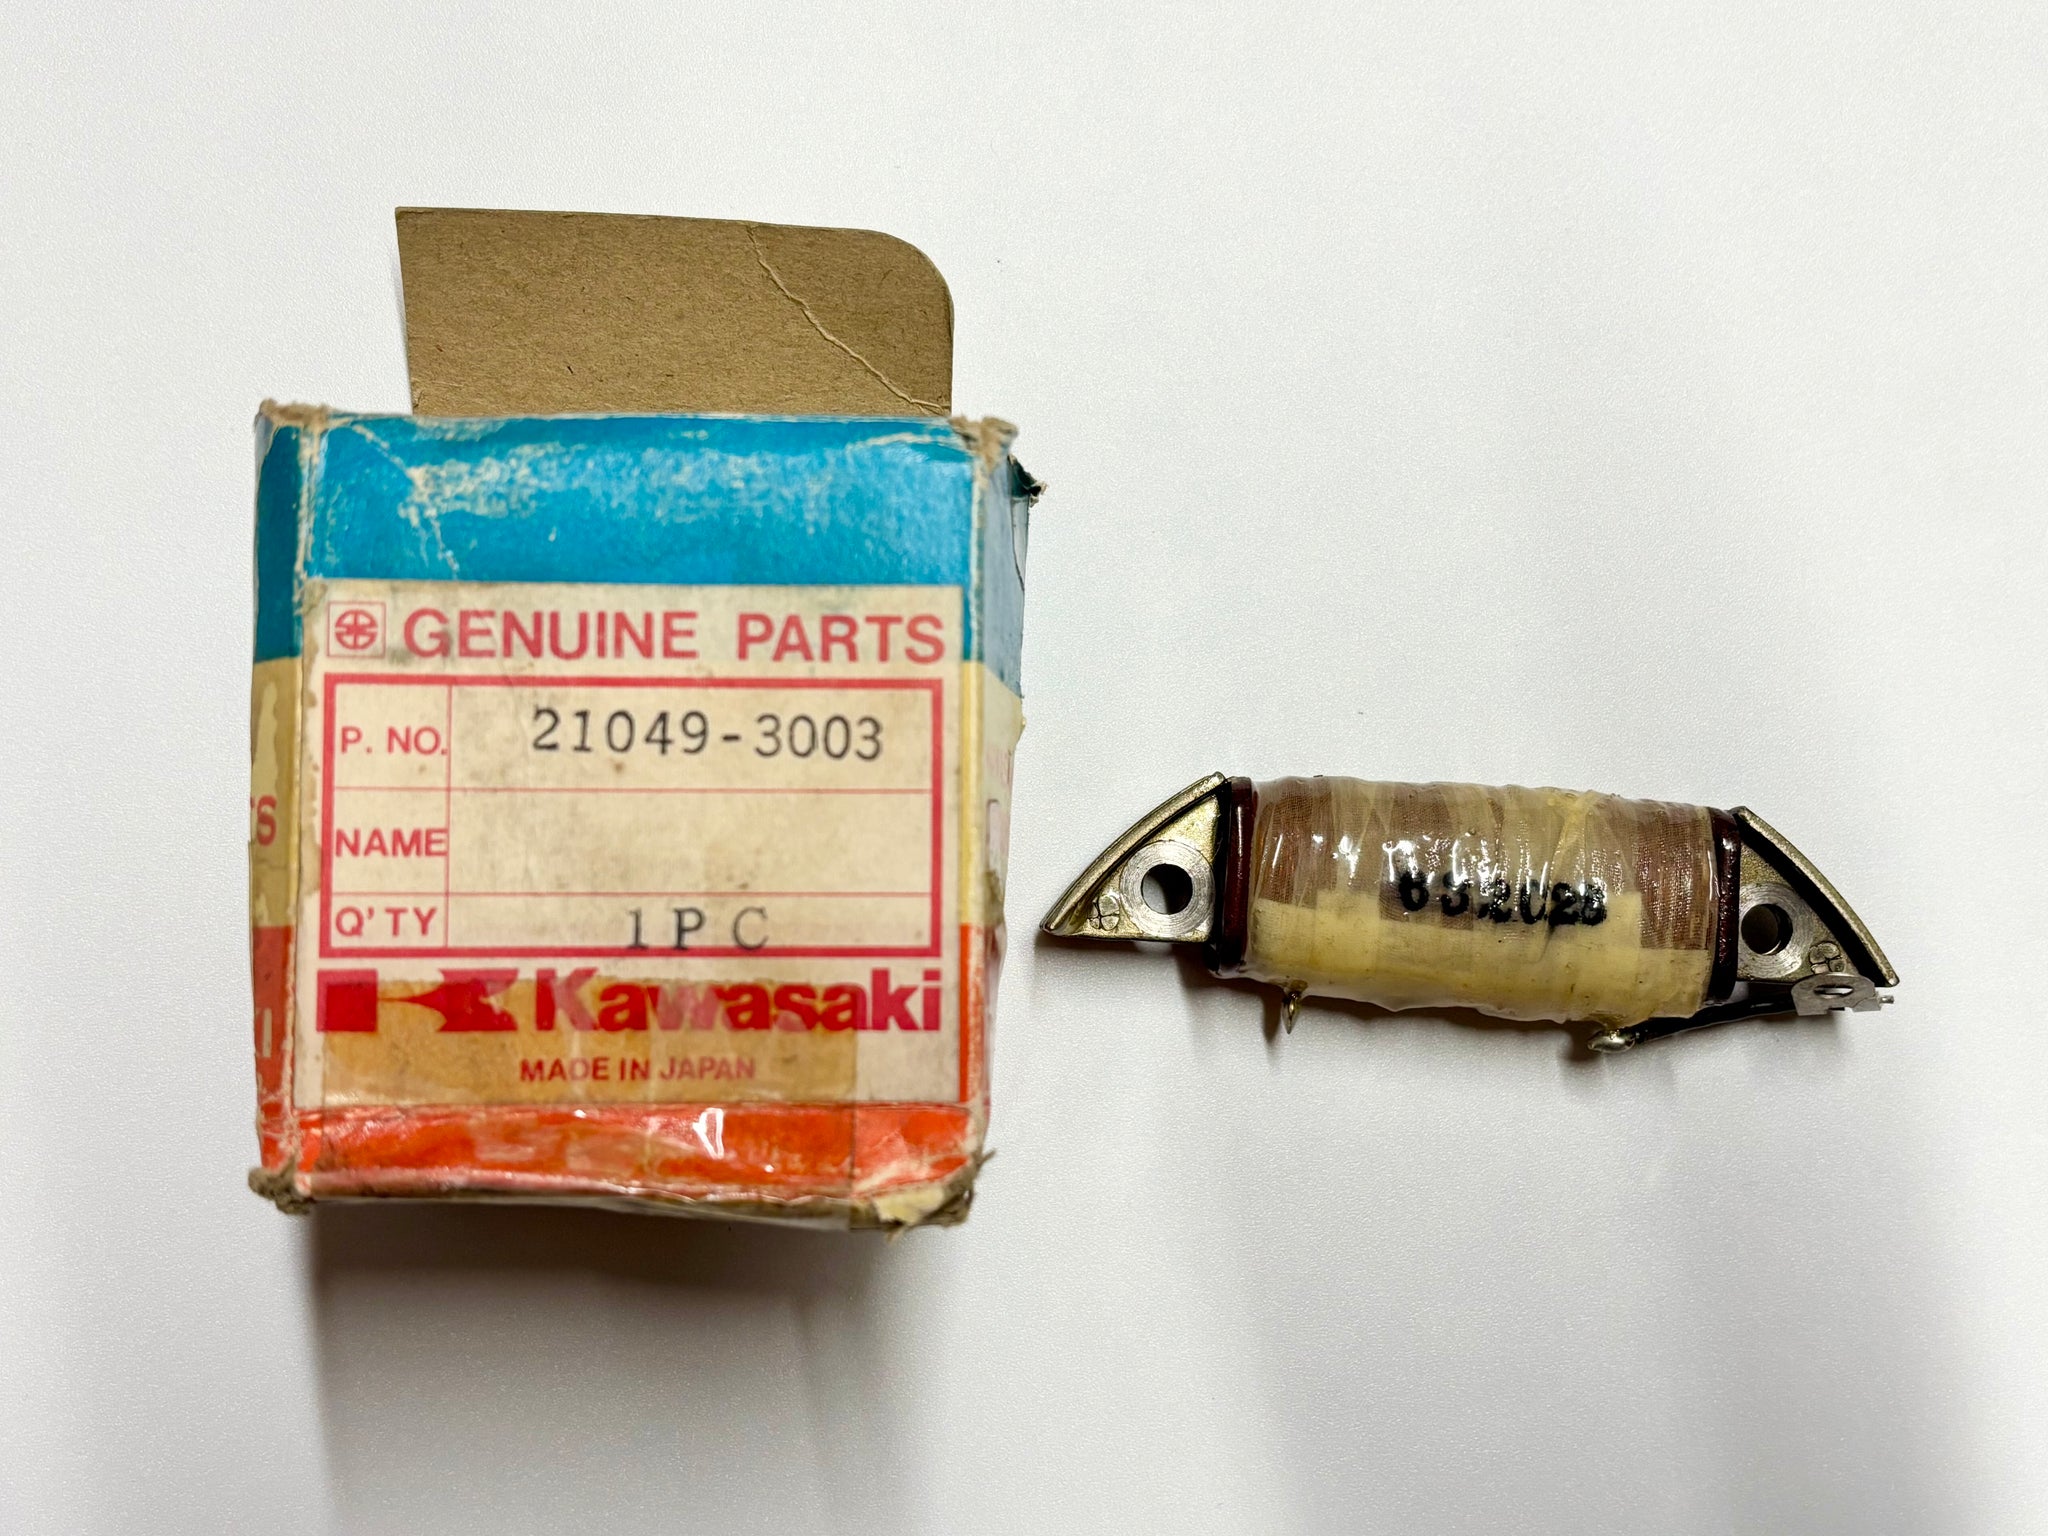 GENUINE PARTS
P. NO. 21049-3003
NAME
Q'TY 1PC
Kawasaki
MADE IN JAPAN